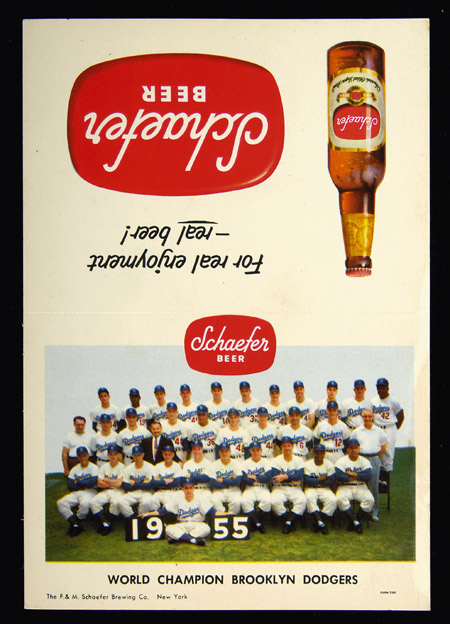 Schaefer
BEER
For real enjoyment
—real beer!
Schaefer
Schaefer
BEER
19 55
WORLD CHAMPION BROOKLYN DODGERS
The F. & M. Schaefer Brewing Co. New York